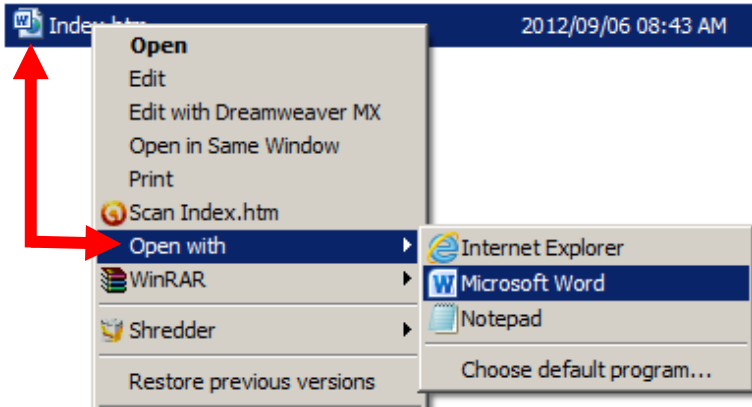 Index.htm 2012/09/06 08:43 AM
Open
Edit
Edit with Dreamweaver MX
Open in Same Window
Print
Scan Index.htm
Open with
Internet Explorer
WinRAR
Microsoft Word
Notepad
Shredder
Choose default program...
Restore previous versions